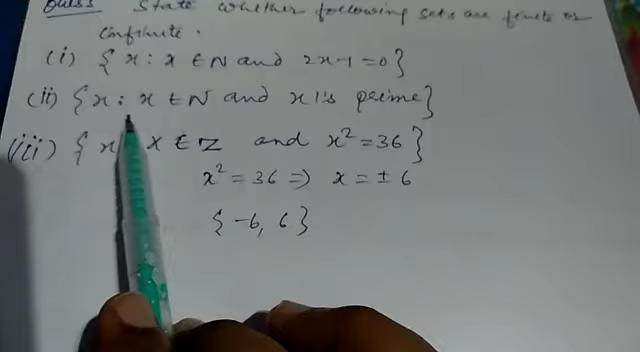 Quess State whether following sets are finite or
infinite.
(i) { x : x ∈ N and 2x-1=0}
(ii) {x : x ∈ N and x is prime}
(iii) { x x ∈ Z and x² = 36 }
x² = 36 ⇒ x = ± 6
{ -6, 6 }